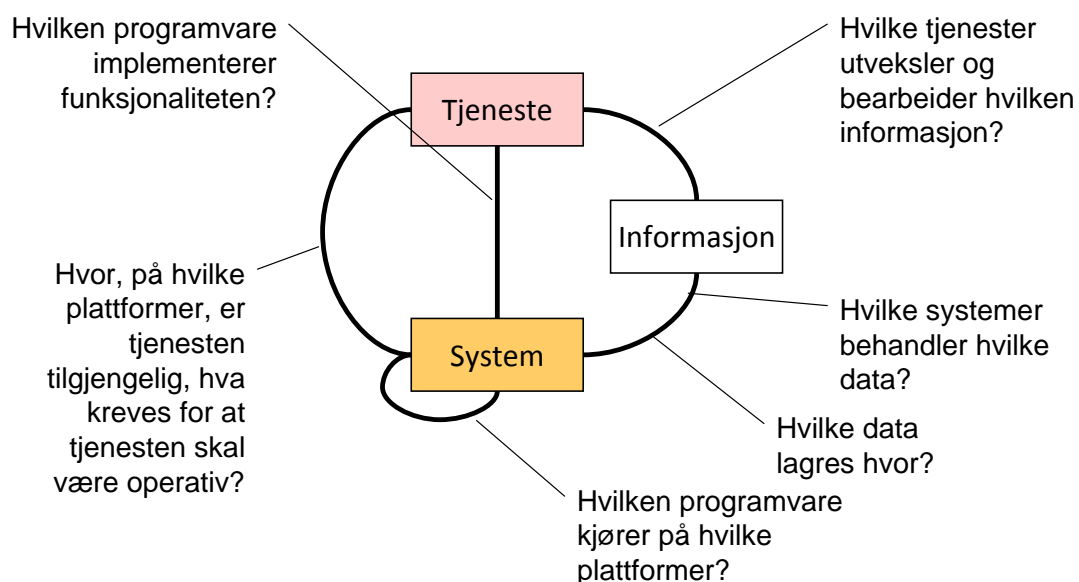 Hvilken programvare
implementerer
funksjonaliteten?
Hvilke tjenester
utveksler og
bearbeider hvilken
informasjon?
Tjeneste
Informasjon
Hvor, på hvilke
plattformer, er
tjenesten
tilgjengelig, hva
kreves for at
tjenesten skal
være operativ?
System
Hvilke systemer
behandler hvilke
data?
Hvilke data
lagres hvor?
Hvilken programvare
kjører på hvilke
plattformer?